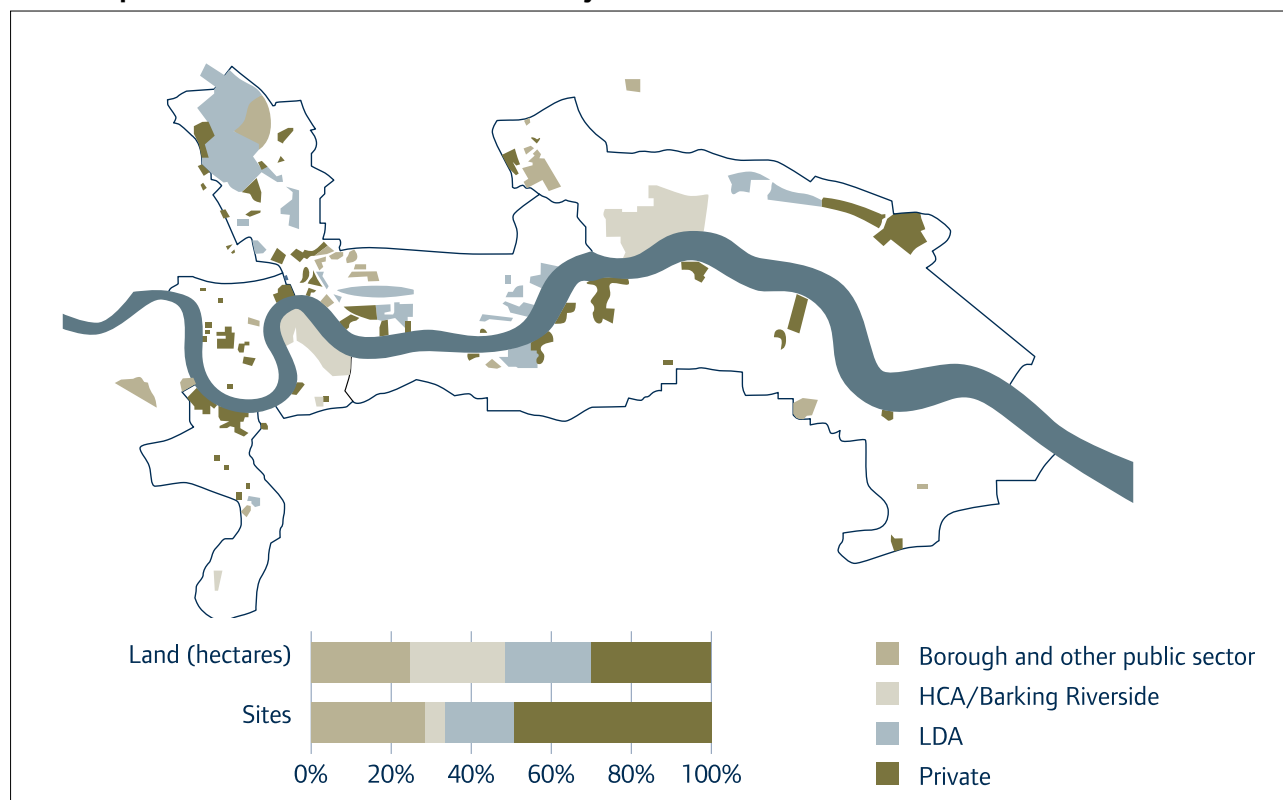 Land (hectares)
Sites
0% 20% 40% 60% 80% 100%
Borough and other public sector
HCA/Barking Riverside
LDA
Private